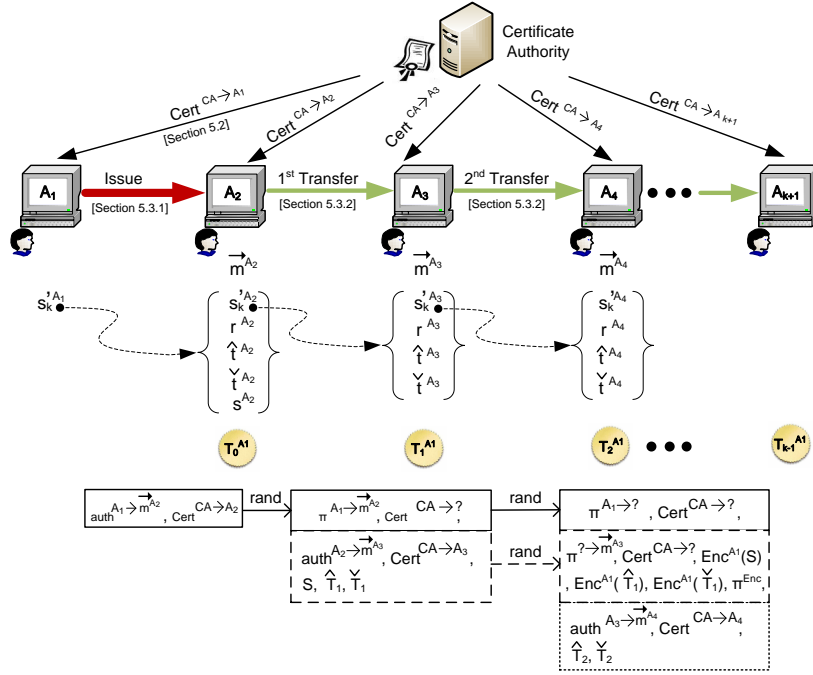 Certificate
Authority
Cert CA→A1
[Section 5.2]
Cert CA→A2
Cert CA→A3
Cert CA→A4
Cert CA→A k+1
A1
Issue
[Section 5.3.1]
A2
1st Transfer
[Section 5.3.2]
A3
2nd Transfer
[Section 5.3.2]
A4
Ak+1
m⃗ A2
m⃗ A3
m⃗ A4
sk'A1
sk'A2
sk'A3
sk'A4
r A2
r A3
r A4
t̂ A2
t̂ A3
t̂ A4
ť A2
ť A3
ť A4
s A2
T0 A1
T1 A1
T2 A1
Tk-1 A1
auth A1→m⃗A2, Cert CA→A2
rand
π A1→m⃗A2, Cert CA→?,
rand
π A1→? , Cert CA→?,
auth A2→m⃗A3, Cert CA→A3,
S, T̂1, Ť1
rand
π ?→m⃗A3, Cert CA→?, Enc A1(S)
, Enc A1(T̂1), Enc A1(Ť1), π Enc,
auth A3→m⃗A4, Cert CA→A4,
T̂2, Ť2